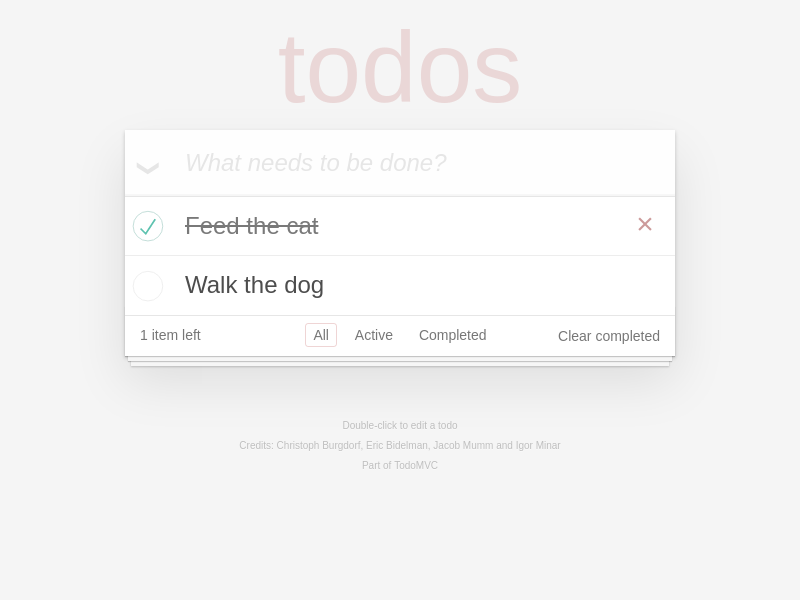 todos
What needs to be done?
Feed the cat
Walk the dog
1 item left All Active Completed Clear completed
Double-click to edit a todo
Credits: Christoph Burgdorf, Eric Bidelman, Jacob Mumm and Igor Minar
Part of TodoMVC